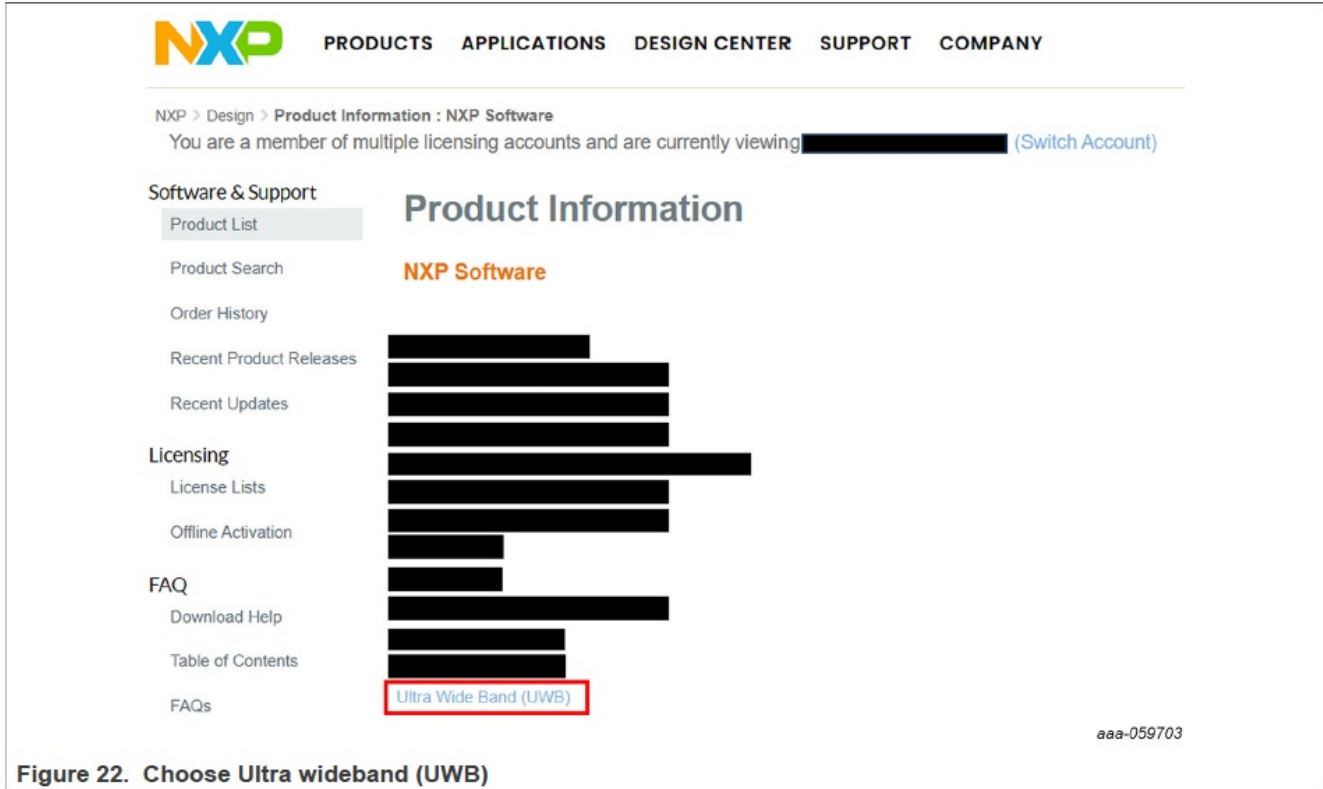 NXP PRODUCTS APPLICATIONS DESIGN CENTER SUPPORT COMPANY
NXP > Design > Product Information : NXP Software
You are a member of multiple licensing accounts and are currently viewing (Switch Account)
Software & Support
Product List
Product Search
Order History
Recent Product Releases
Recent Updates
Licensing
License Lists
Offline Activation
FAQ
Download Help
Table of Contents
FAQs
Product Information
NXP Software
Ultra Wide Band (UWB)
aaa-059703
Figure 22. Choose Ultra wideband (UWB)